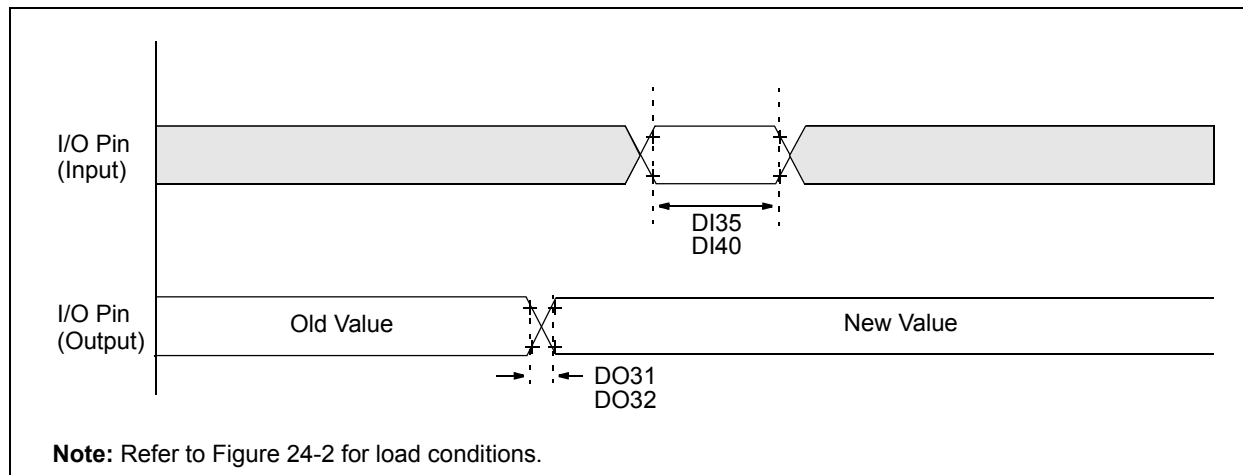 I/O Pin
(Input)
DI35
DI40
I/O Pin
(Output)
Old Value
New Value
DO31
DO32
Note: Refer to Figure 24-2 for load conditions.